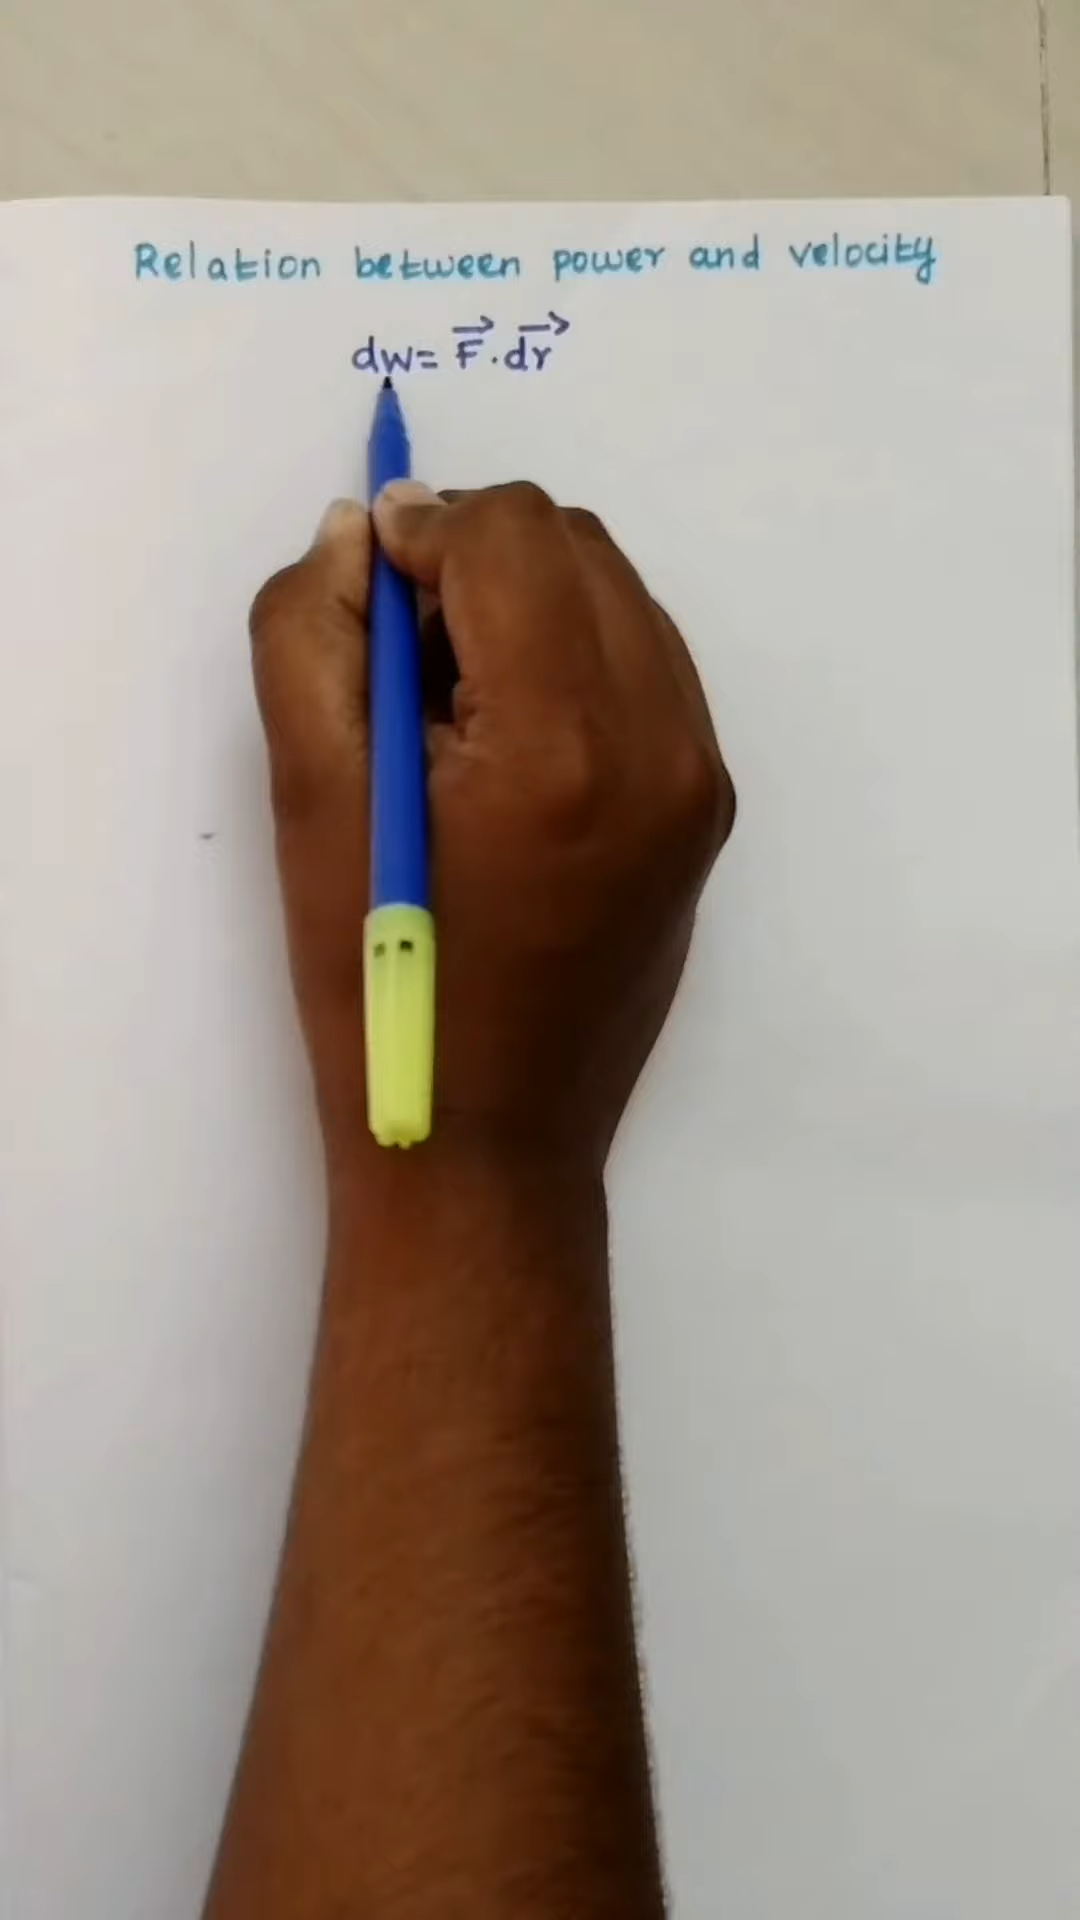 Relation between power and velocity
dw = F⃗ . dr⃗